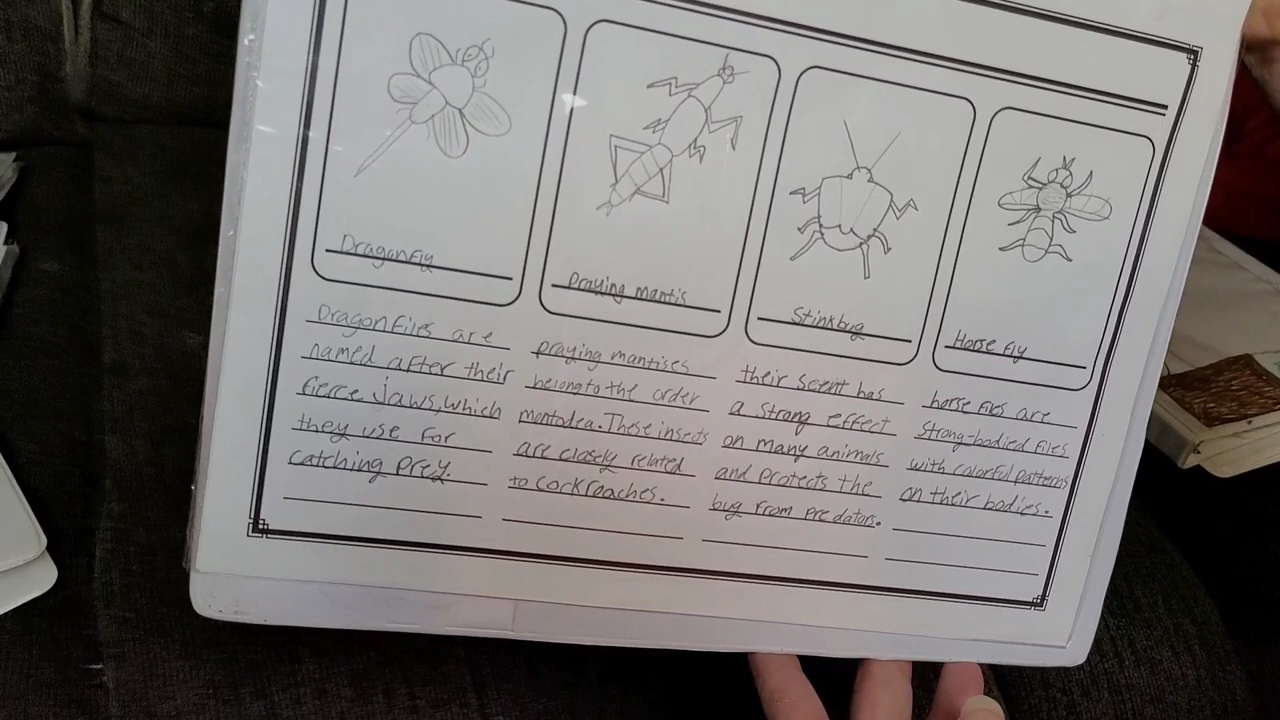 Dragonfly
Dragonflies are
named after their
fierce jaws, which
they use for
catching prey.
Praying mantis
praying mantises
belong to the order
mantodea. These insects
are closely related
to cockroaches.
Stinkbug
their scent has
a strong effect
on many animals
and protects the
bug from predators.
Horse fly
horse flies are
strong-bodied flies
with colorful patterns
on their bodies.